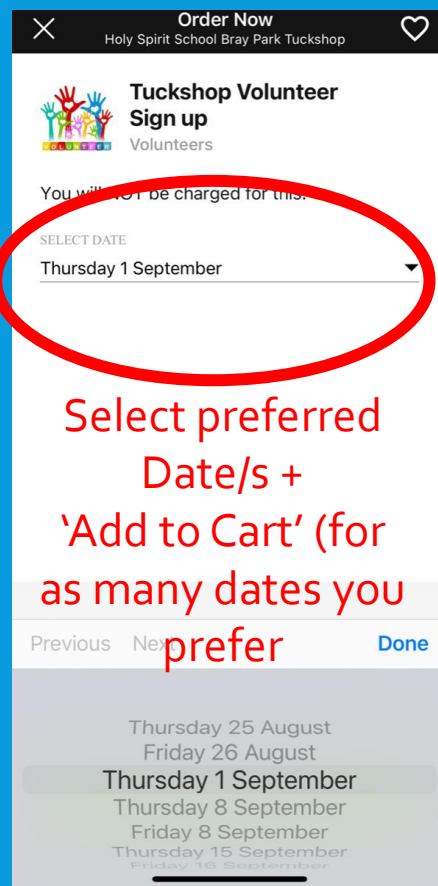 Order Now
Holy Spirit School Bray Park Tuckshop
Tuckshop Volunteer
Sign up
Volunteers
VOLUNTEER
You will NOT be charged for this.
SELECT DATE
Thursday 1 September
Select preferred
Date/s +
‘Add to Cart’ (for
as many dates you
prefer
Previous Next Done
Thursday 25 August
Friday 26 August
Thursday 1 September
Thursday 8 September
Friday 8 September
Thursday 15 September
Friday 16 September